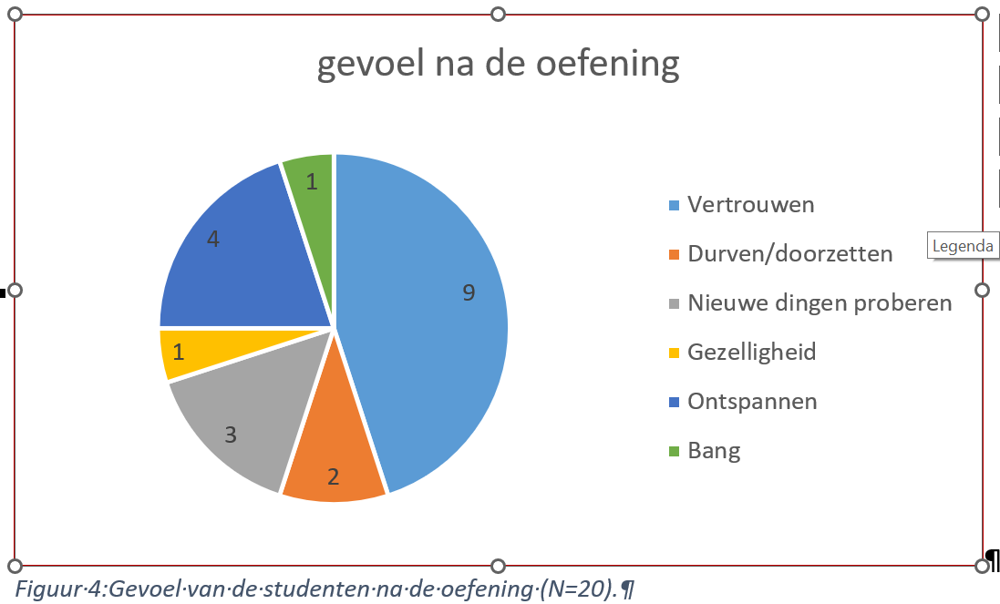 gevoel na de oefening
1
4
9
1
3
2
Vertrouwen
Durven/doorzetten
Nieuwe dingen proberen
Gezelligheid
Ontspannen
Bang
Legenda
¶
Figuur·4:Gevoel·van·de·studenten·na·de·oefening·(N=20).¶